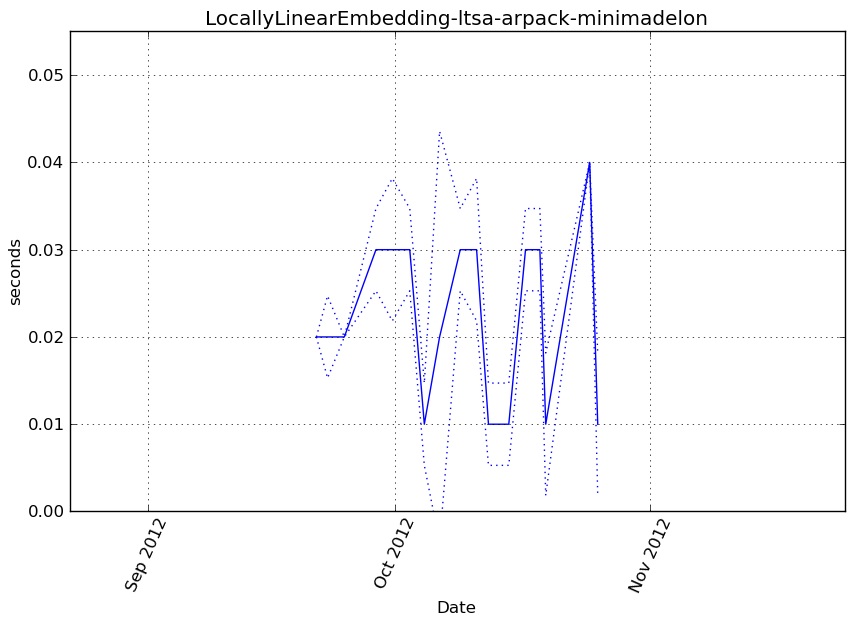 LocallyLinearEmbedding-ltsa-arpack-minimadelon
0.05
0.04
0.03
0.02
0.01
0.00
seconds
Sep 2012
Oct 2012
Nov 2012
Date